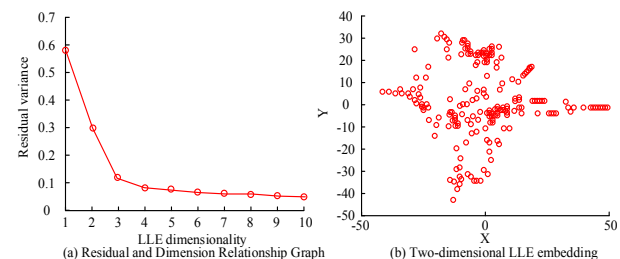 0.7
0.6
0.5
0.4
0.3
0.2
0.1
0
Residual variance
1 2 3 4 5 6 7 8 9 10
LLE dimensionality
(a) Residual and Dimension Relationship Graph
40
30
20
10
0
-10
-20
-30
-40
-50
Y
-50 0 50
X
(b) Two-dimensional LLE embedding